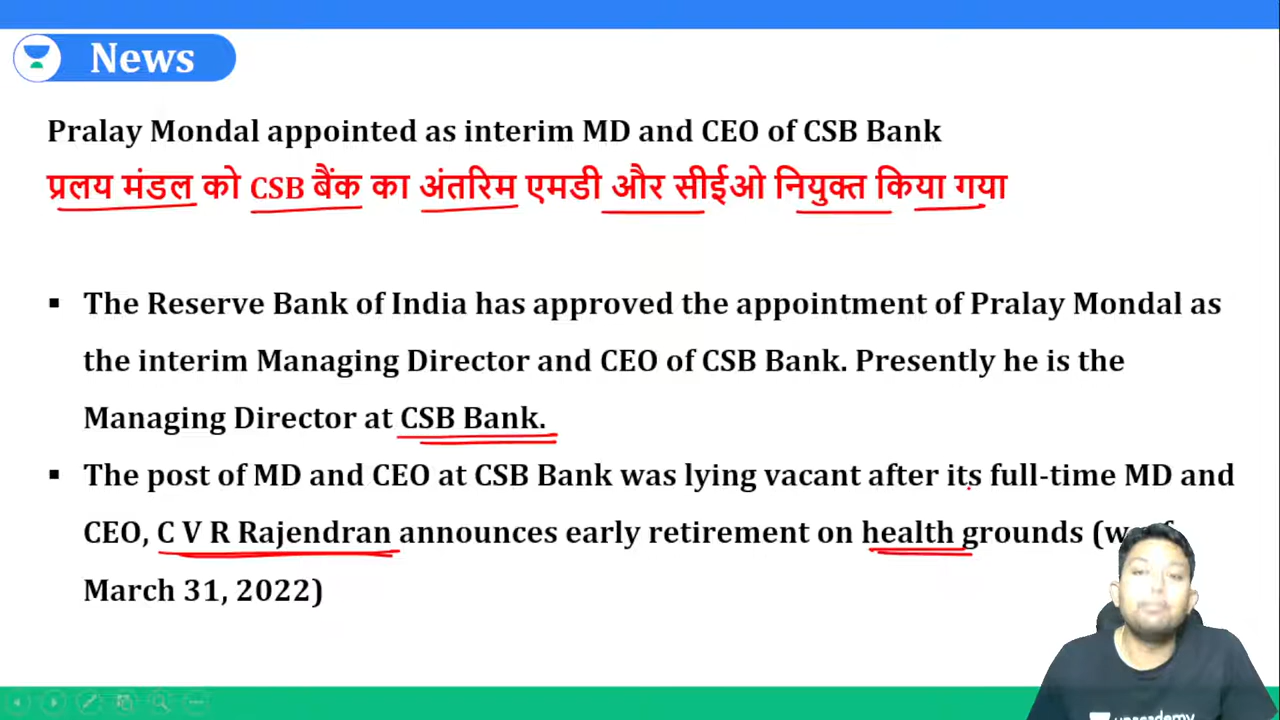 News
Pralay Mondal appointed as interim MD and CEO of CSB Bank
प्रलय मंडल को CSB बैंक का अंतरिम एमडी और सीईओ नियुक्त किया गया
▪ The Reserve Bank of India has approved the appointment of Pralay Mondal as
the interim Managing Director and CEO of CSB Bank. Presently he is the
Managing Director at CSB Bank.
▪ The post of MD and CEO at CSB Bank was lying vacant after its full-time MD and
CEO, C V R Rajendran announces early retirement on health grounds
March 31, 2022)